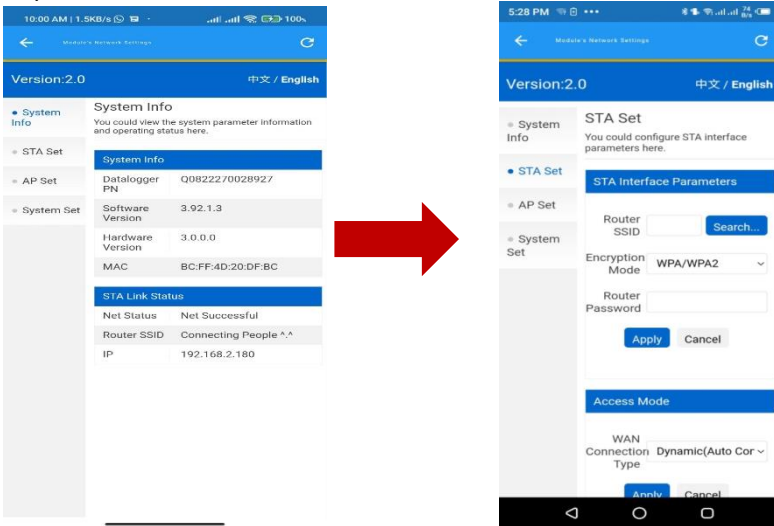 10:00 AM | 1.5KB/s 100%
Module's Network Settings
Version:2.0
中文 / English
System Info
STA Set
AP Set
System Set
System Info
You could view the system parameter information
and operating status here.
System Info
Datalogger PN Q0822270028927
Software Version 3.92.1.3
Hardware Version 3.0.0.0
MAC BC:FF:4D:20:DF:BC
STA Link Status
Net Status Net Successful
Router SSID Connecting People ^.^
IP 192.168.2.180
5:28 PM 74 B/s
Module's Network Settings
Version:2.0
中文 / English
System Info
STA Set
AP Set
System Set
STA Set
You could configure STA interface
parameters here.
STA Interface Parameters
Router SSID Search...
Encryption Mode WPA/WPA2
Router Password
Apply Cancel
Access Mode
WAN Connection Type Dynamic(Auto Cor
Apply Cancel